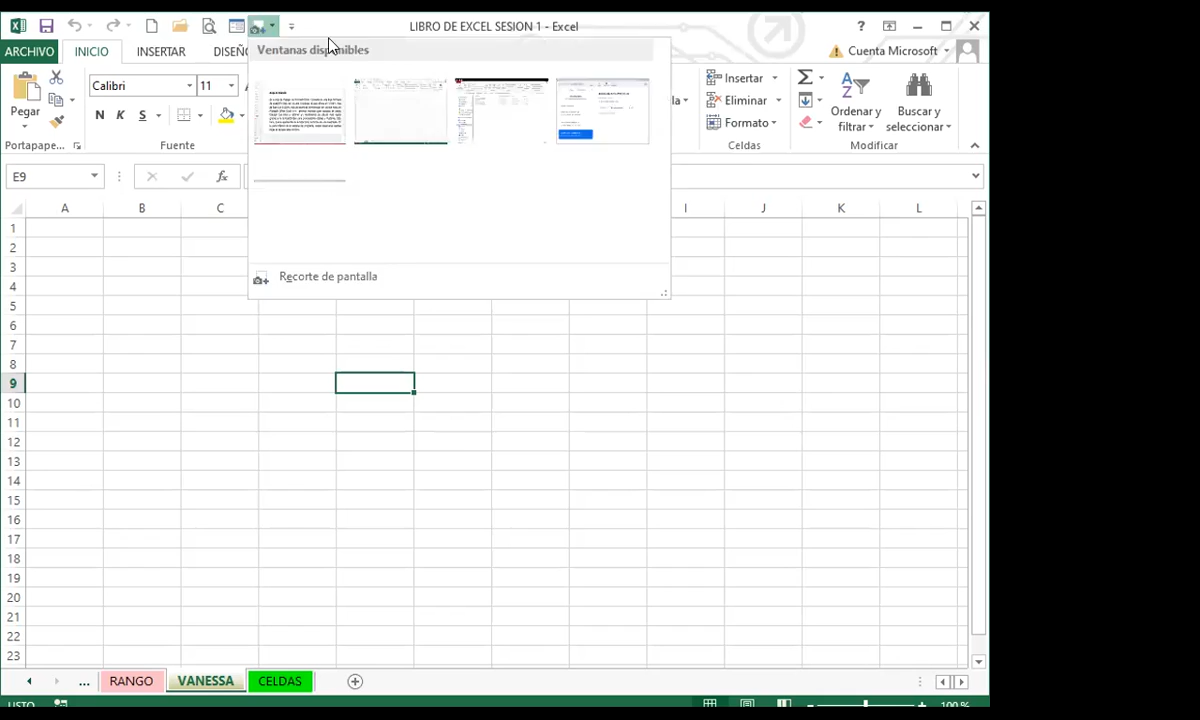 LIBRO DE EXCEL SESION 1 - Excel
?
ARCHIVO
INICIO
INSERTAR
Ventanas disponibles
Cuenta Microsoft
Calibri
11
Pegar
N K S
Insertar
Eliminar
Formato
Ordenar y
filtrar
Buscar y
seleccionar
Portapape...
Fuente
Celdas
Modificar
E9
fx
Recorte de pantalla
A B C I J K L
1
2
3
4
5
6
7
8
9
10
11
12
13
14
15
16
17
18
19
20
21
22
23
... RANGO VANESSA CELDAS
LISTO
100 %